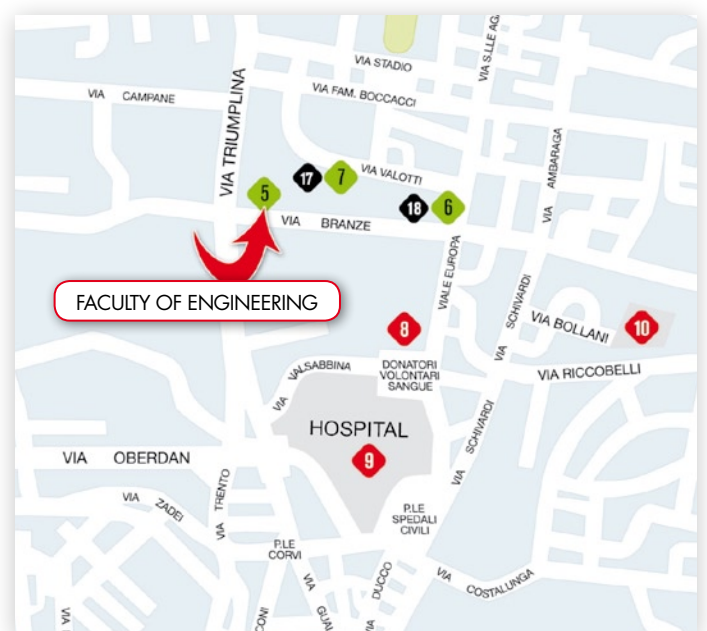 VIA STADIO
VIA S.LLE AG
VIA CAMPANE
VIA FAM. BOCCACCI
VIA TRIUMPLINA
VIA AMBARAGA
17
7
VIA VALOTTI
5
18
6
VIA BRANZE
VIALE EUROPA
FACULTY OF ENGINEERING
VIA SCHIVARDI
8
VIA BOLLANI
10
VIA VALSABBINA
DONATORI
VOLONTARI
SANGUE
VIA RICCOBELLI
HOSPITAL
VIA SCHIVARDI
VIA OBERDAN
9
VIA TRENTO
VIA ZADEI
P.LE
SPEDALI
CIVILI
P.LE
CORVI
VIA COSTALUNGA
DUCCO
VIA GUAL
CONI
VIA